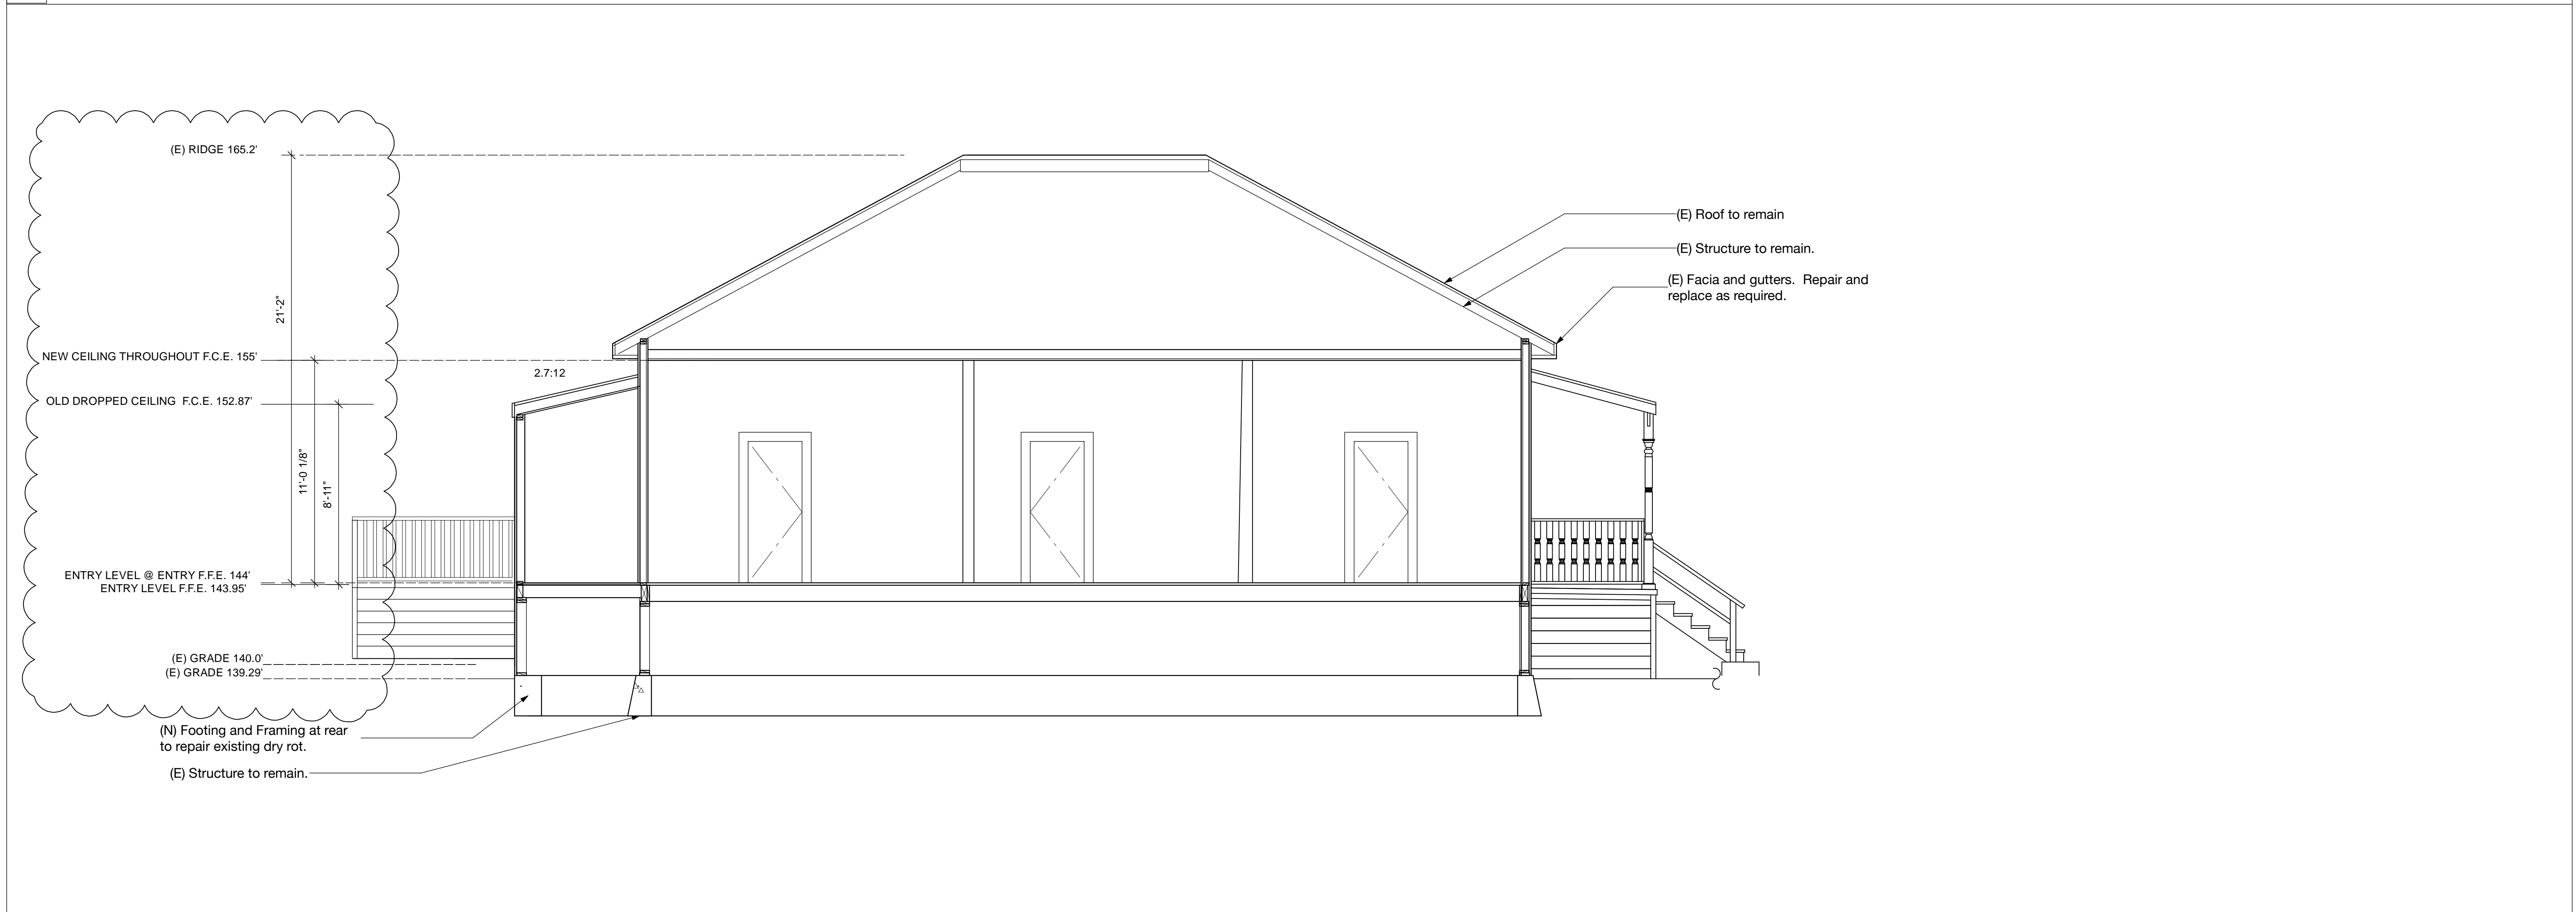 (E) RIDGE 165.2'
21'-2"
(E) Roof to remain
(E) Structure to remain.
(E) Facia and gutters.  Repair and
replace as required.
NEW CEILING THROUGHOUT F.C.E. 155'
2.7:12
OLD DROPPED CEILING  F.C.E. 152.87'
11'-0 1/8"
8'-11"
ENTRY LEVEL @ ENTRY F.F.E. 144'
ENTRY LEVEL F.F.E. 143.95'
(E) GRADE 140.0'
(E) GRADE 139.29'
(N) Footing and Framing at rear
to repair existing dry rot.
(E) Structure to remain.